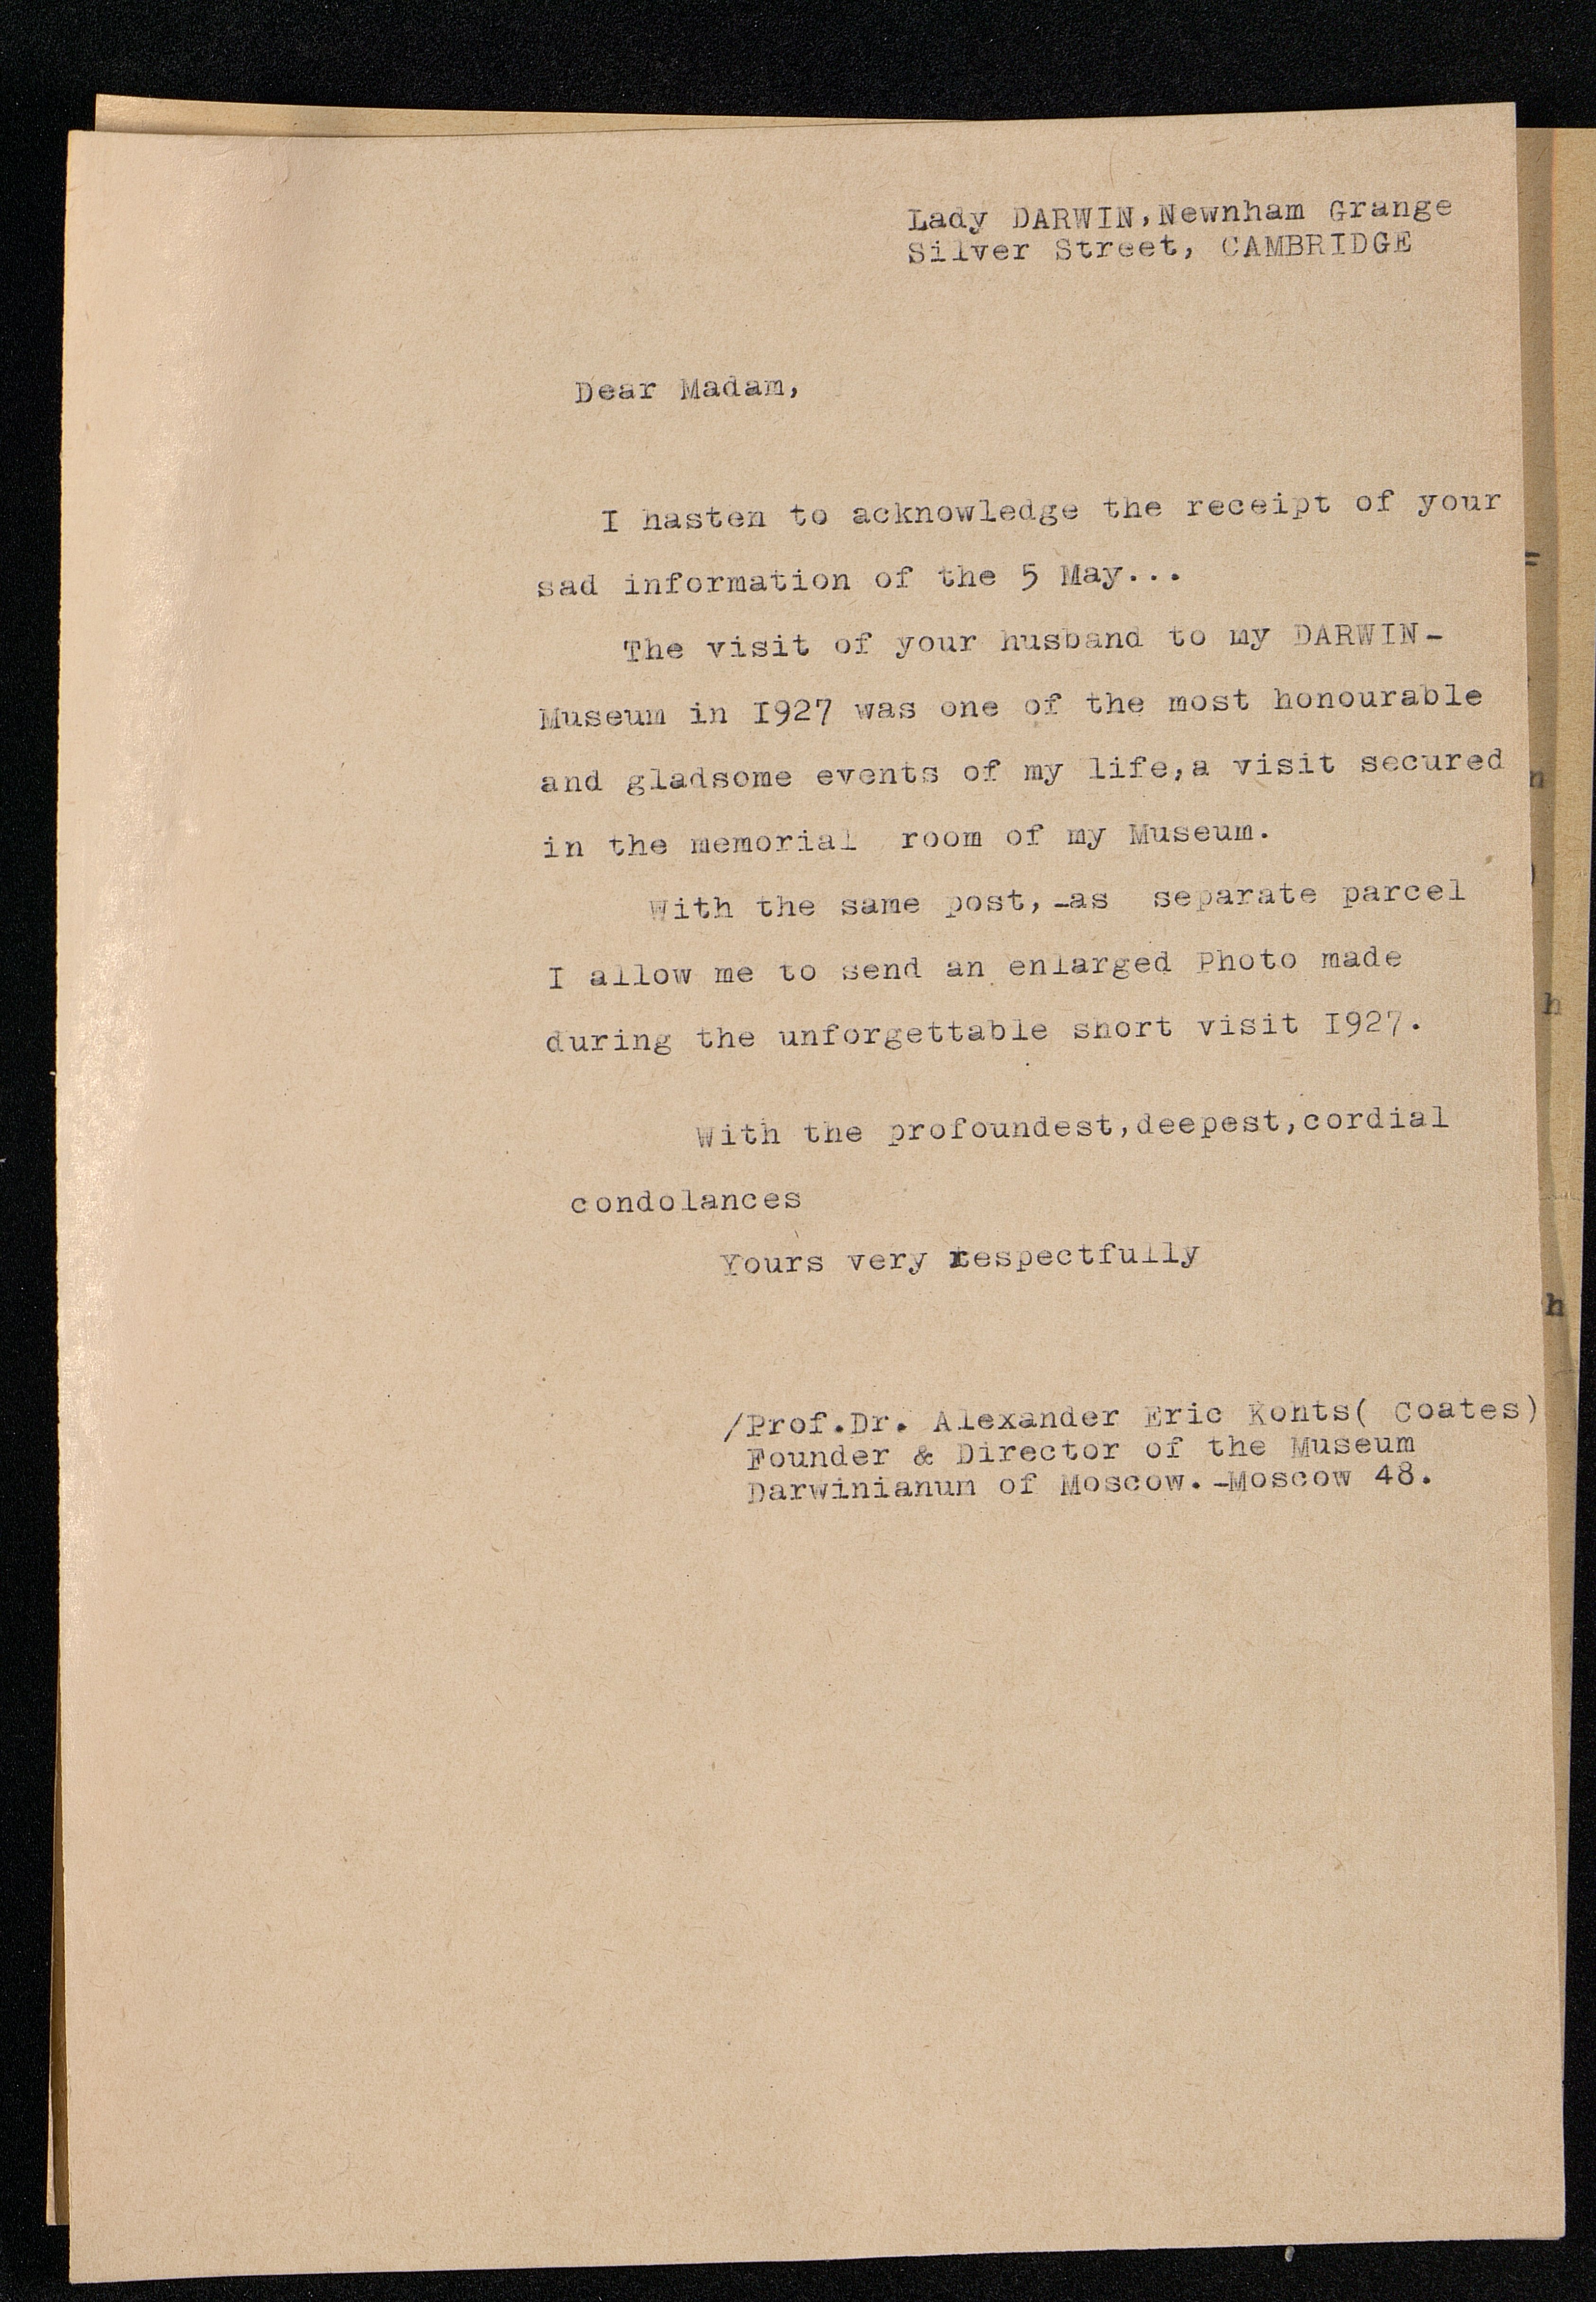 Lady DARWIN,Newnham Grange
Silver Street, CAMBRIDGE
Dear Madam,
I hasten to acknowledge the receipt of your
sad information of the 5 May...
The visit of your husband to my DARWIN-
Museum in I927 was one of the most honourable
and gladsome events of my life,a visit secured
in the memorial room of my Museum.
With the same post,-as separate parcel
I allow me to send an enlarged Photo made
during the unforgettable short visit I927.
With the profoundest,deepest,cordial
condolances
Yours very respectfully
/Prof.Dr. Alexander Eric Kohts( Coates)
Founder & Director of the Museum
Darwinianum of Moscow.-Moscow 48.